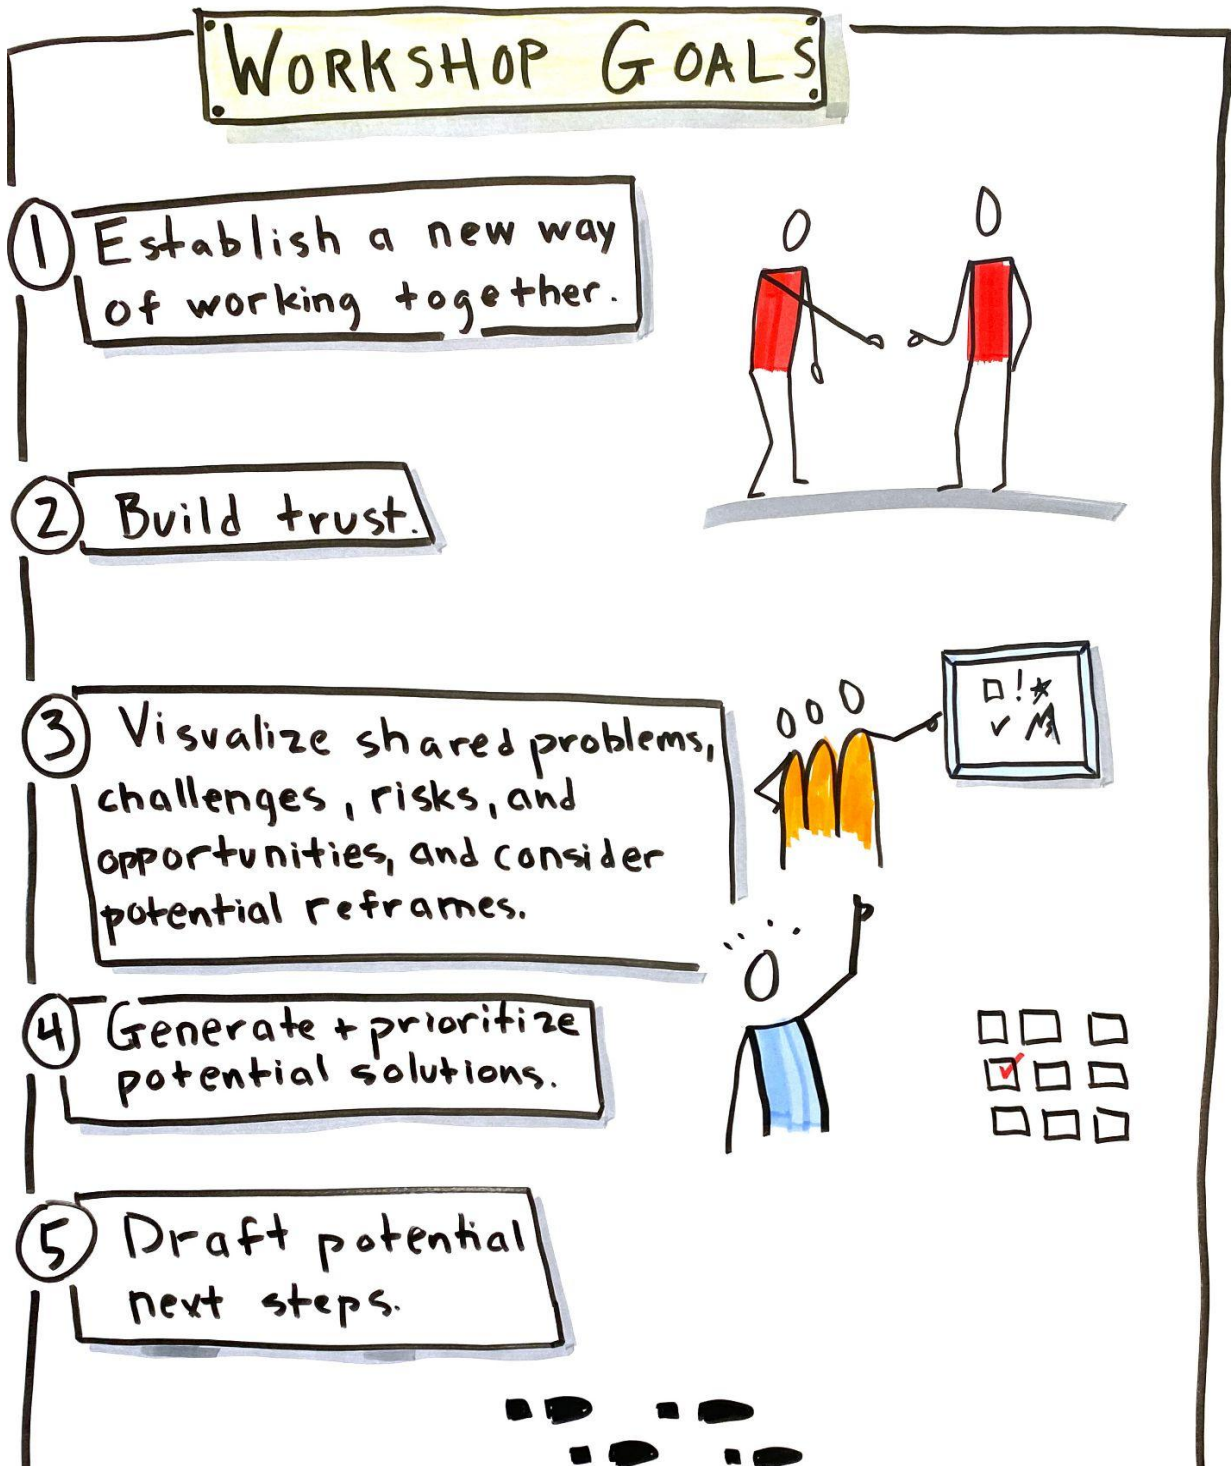 WORKSHOP GOALS
1 Establish a new way
of working together.
2 Build trust.
3 Visualize shared problems,
challenges, risks, and
opportunities, and consider
potential reframes.
4 Generate + prioritize
potential solutions.
5 Draft potential
next steps.